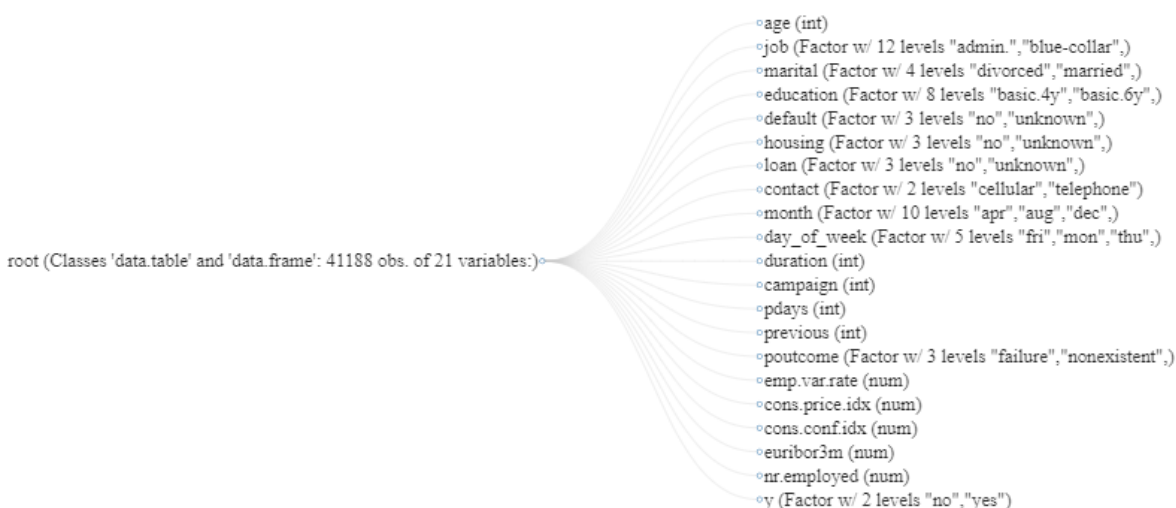 age (int)
job (Factor w/ 12 levels "admin.","blue-collar",)
marital (Factor w/ 4 levels "divorced","married",)
education (Factor w/ 8 levels "basic.4y","basic.6y",)
default (Factor w/ 3 levels "no","unknown",)
housing (Factor w/ 3 levels "no","unknown",)
loan (Factor w/ 3 levels "no","unknown",)
contact (Factor w/ 2 levels "cellular","telephone")
month (Factor w/ 10 levels "apr","aug","dec",)
day_of_week (Factor w/ 5 levels "fri","mon","thu",)
root (Classes 'data.table' and 'data.frame': 41188 obs. of 21 variables:)
duration (int)
campaign (int)
pdays (int)
previous (int)
poutcome (Factor w/ 3 levels "failure","nonexistent",)
emp.var.rate (num)
cons.price.idx (num)
cons.conf.idx (num)
euribor3m (num)
nr.employed (num)
y (Factor w/ 2 levels "no","yes")